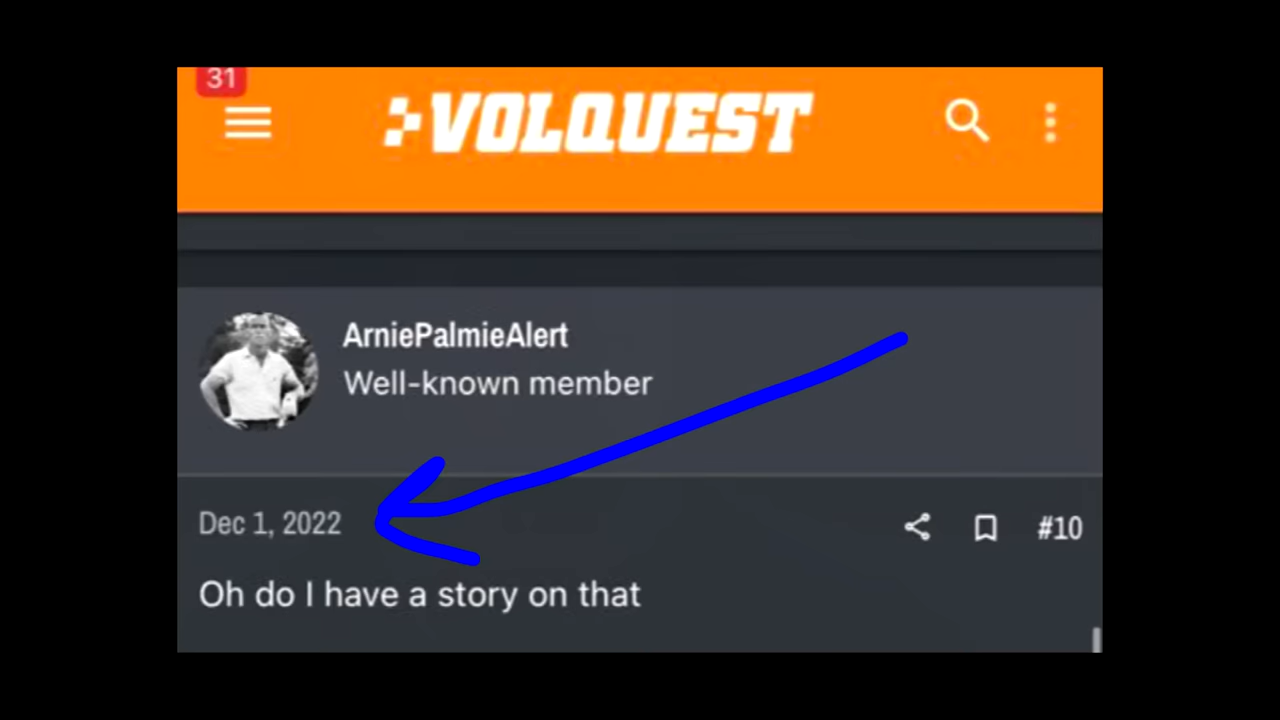 31
VOLQUEST
ArniePalmieAlert
Well-known member
Dec 1, 2022
#10
Oh do I have a story on that